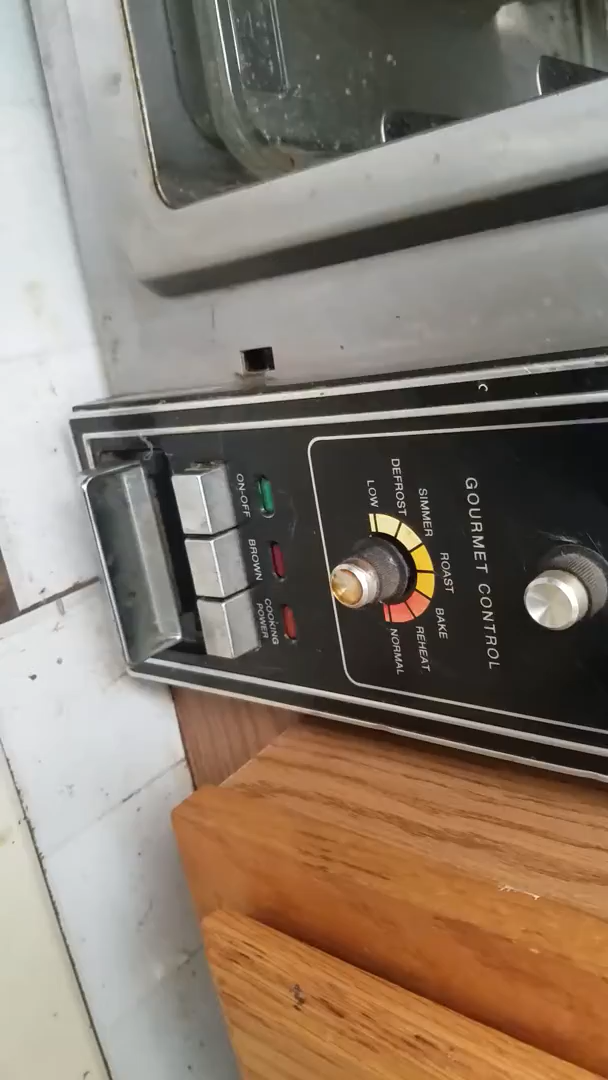 GOURMET CONTROL
LOW
DEFROST
SIMMER
ROAST
BAKE
REHEAT
NORMAL
ON-OFF
BROWN
COOKING
POWER